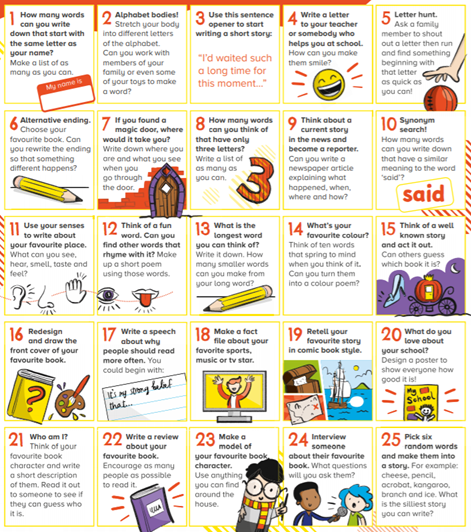 1 How many words
can you write
down that start with
the same letter as
your name?
Make a list of as
many as you can.
My name is
2 Alphabet bodies!
Stretch your body
into different letters
of the alphabet.
Can you work with
members of your
family or even some
of your toys to make
a word?
3 Use this sentence
opener to start
writing a short story:
“I'd waited such
a long time for
this moment...”
4 Write a letter
to your teacher
or somebody who
helps you at school.
How can you make
them smile?
5 Letter hunt.
Ask a family
member to shout
out a letter then run
and find something
beginning with
that letter
as quick as
you can!
6 Alternative ending.
Choose your
favourite book. Can
you rewrite the ending
so that something
different happens?
7 If you found a
magic door, where
would it take you?
Write down where you
are and what you see
when you
go through
the door.
8 How many words
can you think of
that have only
three letters?
Write a list of
as many as
you can.
3
9 Think about a
current story
in the news and
become a reporter.
Can you write a
newspaper article
explaining what
happened, when,
where and how?
10 Synonym
search!
How many words
can you write down
that have a similar
meaning to the word
'said'?
said
11 Use your senses
to write about
your favourite place.
What can you see,
hear, smell, taste and
feel?
12 Think of a fun
word. Can you
find other words that
rhyme with it? Make
up a short poem
using those words.
13 What is the
longest word
you can think of?
Write it down. How
many smaller words
can you make from
your long word?
14 What's your
favourite colour?
Think of ten words
that spring to mind
when you think of it.
Can you turn them
into a colour poem?
15 Think of a well
known story
and act it out.
Can others guess
which book it is?
16 Redesign
and draw the
front cover of your
favourite book.
?
17 Write a speech
about why
people should read
more often. You
could begin with:
It's my strong belief
that...
18 Make a fact
file about your
favorite sports,
music or tv star.
19 Retell your
favourite story
in comic book style.
20 What do you
love about
your school?
Design a poster to
show everyone how
good it is!
My
School
21 Who am I?
Think of your
favourite book
character and write
a short description
of them. Read it out
to someone to see if
they can guess who
it is.
22 Write a review
about your
favourite book.
Encourage as many
people as possible
to read it.
23 Make a
model of
your favourite book
character.
Use anything
you can find
around the
house.
24 Interview
someone
about their favourite
book. What questions
will you ask them?
25 Pick six
random words
and make them into
a story. For example:
cheese, pencil,
acrobat, kangaroo,
branch and ice. What
is the silliest story
you can write?